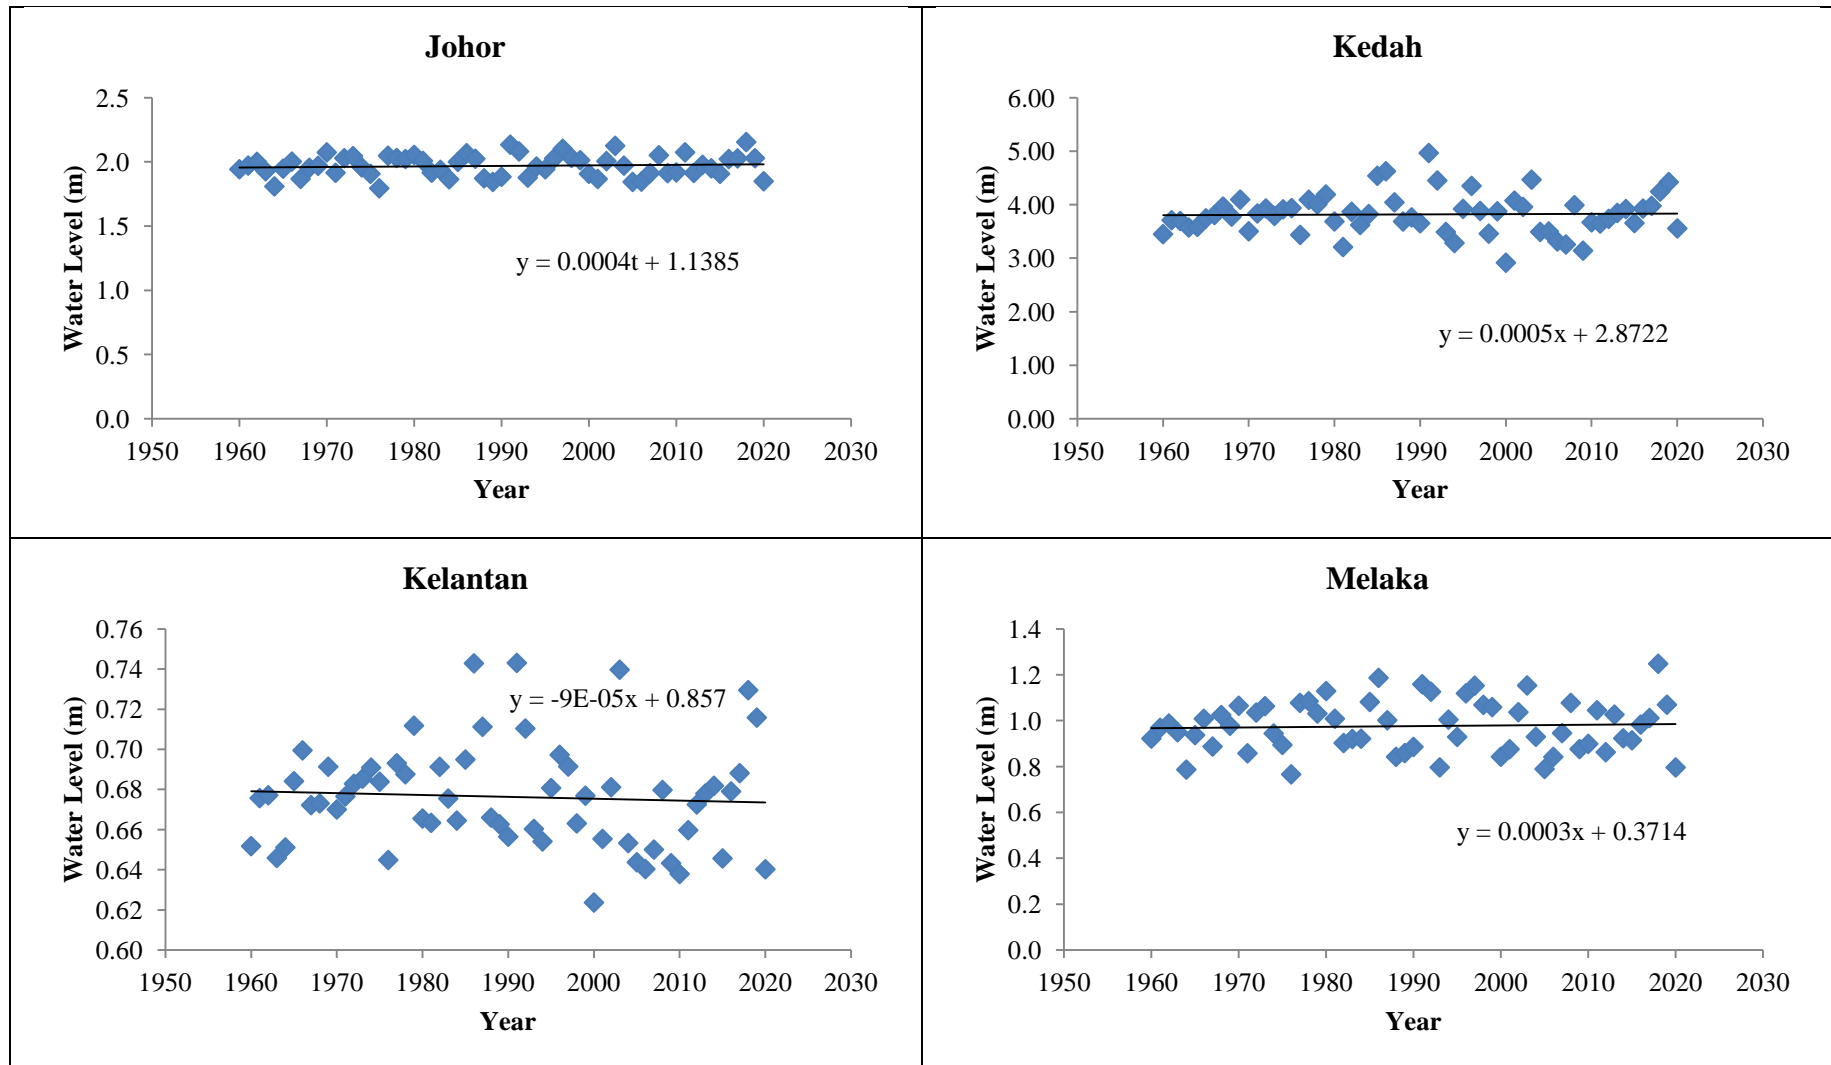 Johor
Water Level (m)
2.5
2.0
1.5
1.0
0.5
0.0
y = 0.0004t + 1.1385
1950 1960 1970 1980 1990 2000 2010 2020 2030
Year
Kedah
Water Level (m)
6.00
5.00
4.00
3.00
2.00
1.00
0.00
y = 0.0005x + 2.8722
1950 1960 1970 1980 1990 2000 2010 2020 2030
Year
Kelantan
Water Level (m)
0.76
0.74
0.72
0.70
0.68
0.66
0.64
0.62
0.60
y = -9E-05x + 0.857
1950 1960 1970 1980 1990 2000 2010 2020 2030
Year
Melaka
Water Level (m)
1.4
1.2
1.0
0.8
0.6
0.4
0.2
0.0
y = 0.0003x + 0.3714
1950 1960 1970 1980 1990 2000 2010 2020 2030
Year